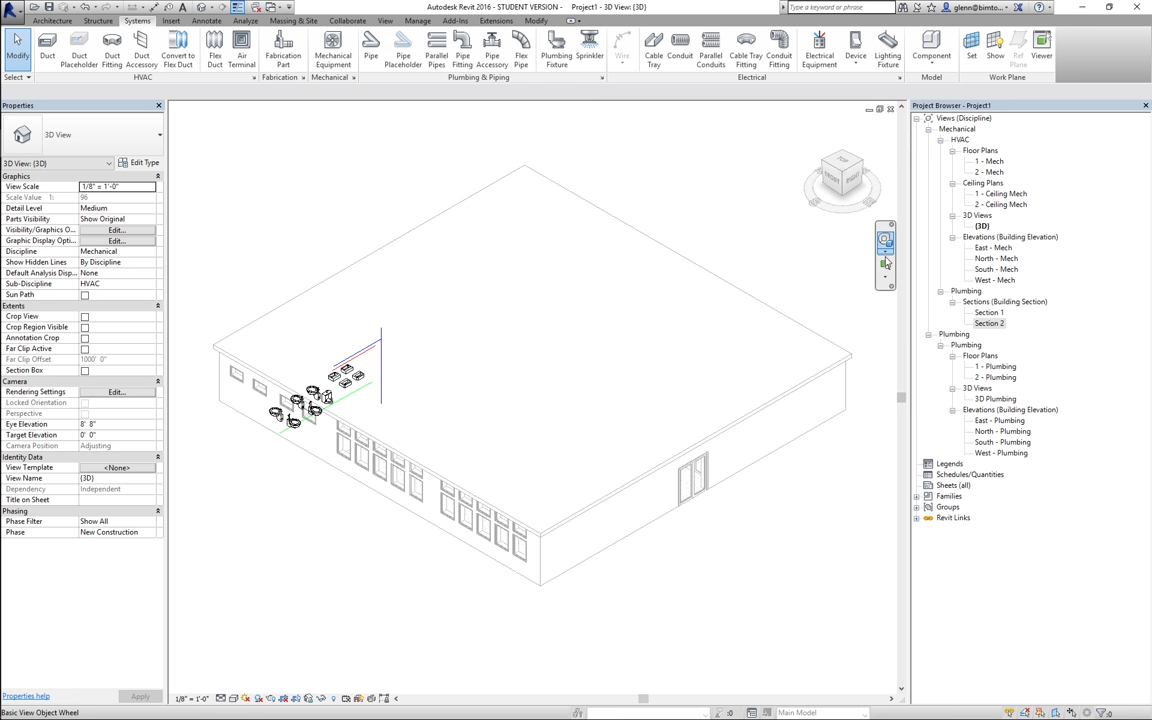 Autodesk Revit 2016 - STUDENT VERSION - Project1 - 3D View: {3D}
Type a keyword or phrase
glenn@bimto...
Architecture Structure Systems Insert Annotate Analyze Massing & Site Collaborate View Manage Add-Ins Extensions Modify
Modify
Duct
Duct Placeholder
Duct Fitting
Duct Accessory
Convert to Flex Duct
Flex Duct
Air Terminal
Fabrication Part
Mechanical Equipment
Pipe
Pipe Placeholder
Parallel Pipes
Pipe Fitting
Pipe Accessory
Flex Pipe
Plumbing Fixture
Sprinkler
Wire
Cable Tray
Conduit
Parallel Conduits
Cable Tray Fitting
Conduit Fitting
Electrical Equipment
Device
Lighting Fixture
Component
Set
Show
Ref Plane
Viewer
Select HVAC Fabrication Mechanical Plumbing & Piping Electrical Model Work Plane
Properties
3D View
3D View: {3D} Edit Type
Graphics
View Scale 1/8" = 1'-0"
Scale Value 1: 96
Detail Level Medium
Parts Visibility Show Original
Visibility/Graphics O... Edit...
Graphic Display Opti... Edit...
Discipline Mechanical
Show Hidden Lines By Discipline
Default Analysis Disp... None
Sub-Discipline HVAC
Sun Path
Extents
Crop View
Crop Region Visible
Annotation Crop
Far Clip Active
Far Clip Offset 1000' 0"
Section Box
Camera
Rendering Settings Edit...
Locked Orientation
Perspective
Eye Elevation 8' 8"
Target Elevation 0' 0"
Camera Position Adjusting
Identity Data
View Template <None>
View Name {3D}
Dependency Independent
Title on Sheet
Phasing
Phase Filter Show All
Phase New Construction
Properties help Apply
TOP
FRONT RIGHT
Project Browser - Project1
Views (Discipline)
Mechanical
HVAC
Floor Plans
1 - Mech
2 - Mech
Ceiling Plans
1 - Ceiling Mech
2 - Ceiling Mech
3D Views
{3D}
Elevations (Building Elevation)
East - Mech
North - Mech
South - Mech
West - Mech
Plumbing
Sections (Building Section)
Section 1
Section 2
Plumbing
Plumbing
Floor Plans
1 - Plumbing
2 - Plumbing
3D Views
3D Plumbing
Elevations (Building Elevation)
East - Plumbing
North - Plumbing
South - Plumbing
West - Plumbing
Legends
Schedules/Quantities
Sheets (all)
Families
Groups
Revit Links
1/8" = 1'-0"
Basic View Object Wheel
:0
Main Model
:0